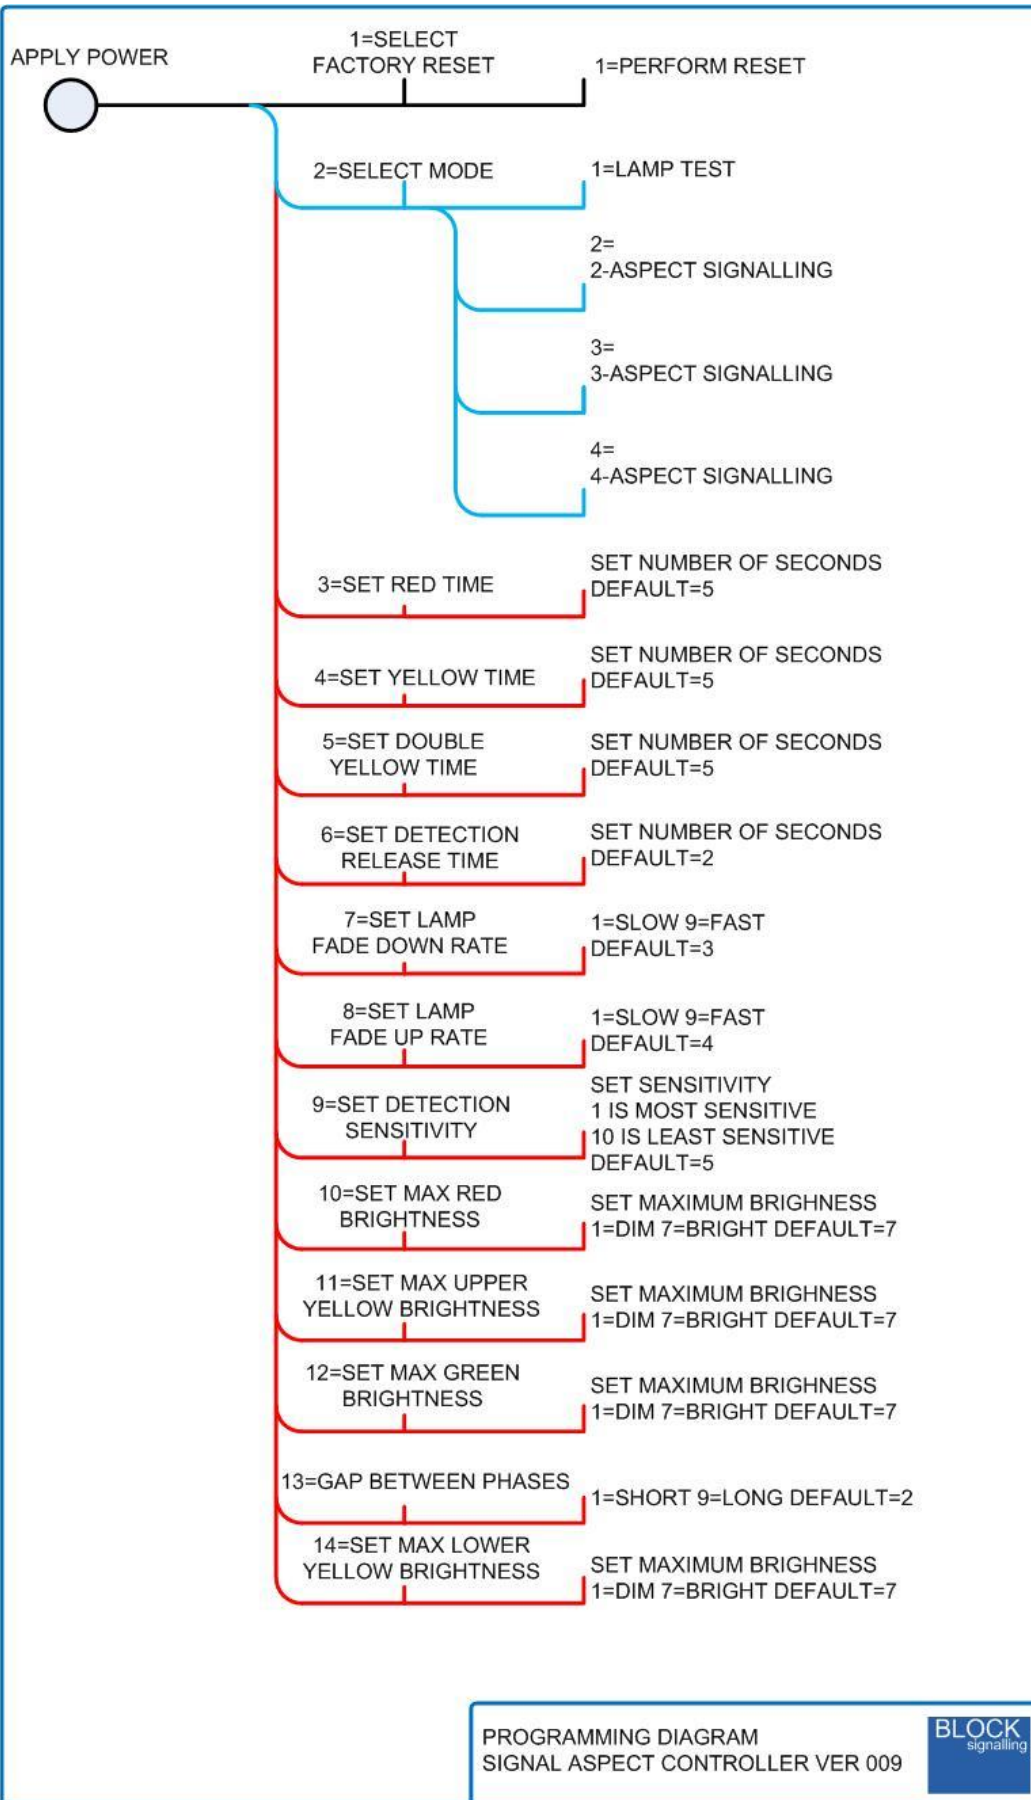 APPLY POWER
1=SELECT
FACTORY RESET
1=PERFORM RESET
2=SELECT MODE
1=LAMP TEST
2=
2-ASPECT SIGNALLING
3=
3-ASPECT SIGNALLING
4=
4-ASPECT SIGNALLING
3=SET RED TIME
SET NUMBER OF SECONDS
DEFAULT=5
4=SET YELLOW TIME
SET NUMBER OF SECONDS
DEFAULT=5
5=SET DOUBLE
YELLOW TIME
SET NUMBER OF SECONDS
DEFAULT=5
6=SET DETECTION
RELEASE TIME
SET NUMBER OF SECONDS
DEFAULT=2
7=SET LAMP
FADE DOWN RATE
1=SLOW 9=FAST
DEFAULT=3
8=SET LAMP
FADE UP RATE
1=SLOW 9=FAST
DEFAULT=4
9=SET DETECTION
SENSITIVITY
SET SENSITIVITY
1 IS MOST SENSITIVE
10 IS LEAST SENSITIVE
DEFAULT=5
10=SET MAX RED
BRIGHTNESS
SET MAXIMUM BRIGHNESS
1=DIM 7=BRIGHT DEFAULT=7
11=SET MAX UPPER
YELLOW BRIGHTNESS
SET MAXIMUM BRIGHNESS
1=DIM 7=BRIGHT DEFAULT=7
12=SET MAX GREEN
BRIGHTNESS
SET MAXIMUM BRIGHNESS
1=DIM 7=BRIGHT DEFAULT=7
13=GAP BETWEEN PHASES
1=SHORT 9=LONG DEFAULT=2
14=SET MAX LOWER
YELLOW BRIGHTNESS
SET MAXIMUM BRIGHNESS
1=DIM 7=BRIGHT DEFAULT=7
PROGRAMMING DIAGRAM
SIGNAL ASPECT CONTROLLER VER 009
BLOCK
signalling